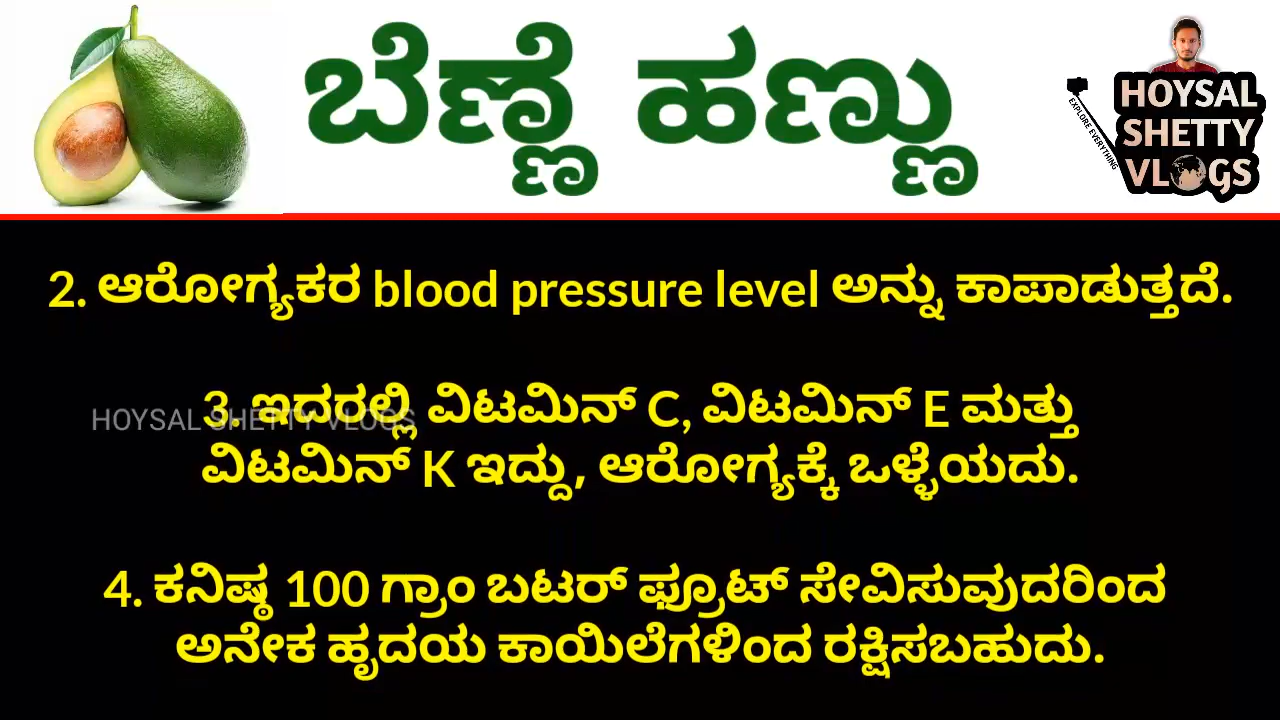 ಬೆಣ್ಣೆ ಹಣ್ಣು
HOYSAL
SHETTY
VLOGS
EXPLORE EVERYTHING
2. ಆರೋಗ್ಯಕರ blood pressure level ಅನ್ನು ಕಾಪಾಡುತ್ತದೆ.
3. ಇದರಲ್ಲಿ ವಿಟಮಿನ್ C, ವಿಟಮಿನ್ E ಮತ್ತು
HOYSAL SHETTY VLOGS
ವಿಟಮಿನ್ K ಇದ್ದು, ಆರೋಗ್ಯಕ್ಕೆ ಒಳ್ಳೆಯದು.
4. ಕನಿಷ್ಠ 100 ಗ್ರಾಂ ಬಟರ್ ಫ್ರೂಟ್ ಸೇವಿಸುವುದರಿಂದ
ಅನೇಕ ಹೃದಯ ಕಾಯಿಲೆಗಳಿಂದ ರಕ್ಷಿಸಬಹುದು.